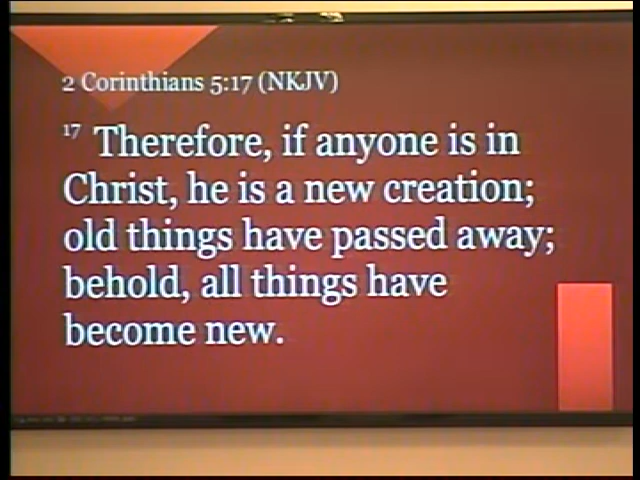 2 Corinthians 5:17 (NKJV)
17 Therefore, if anyone is in
Christ, he is a new creation;
old things have passed away;
behold, all things have
become new.